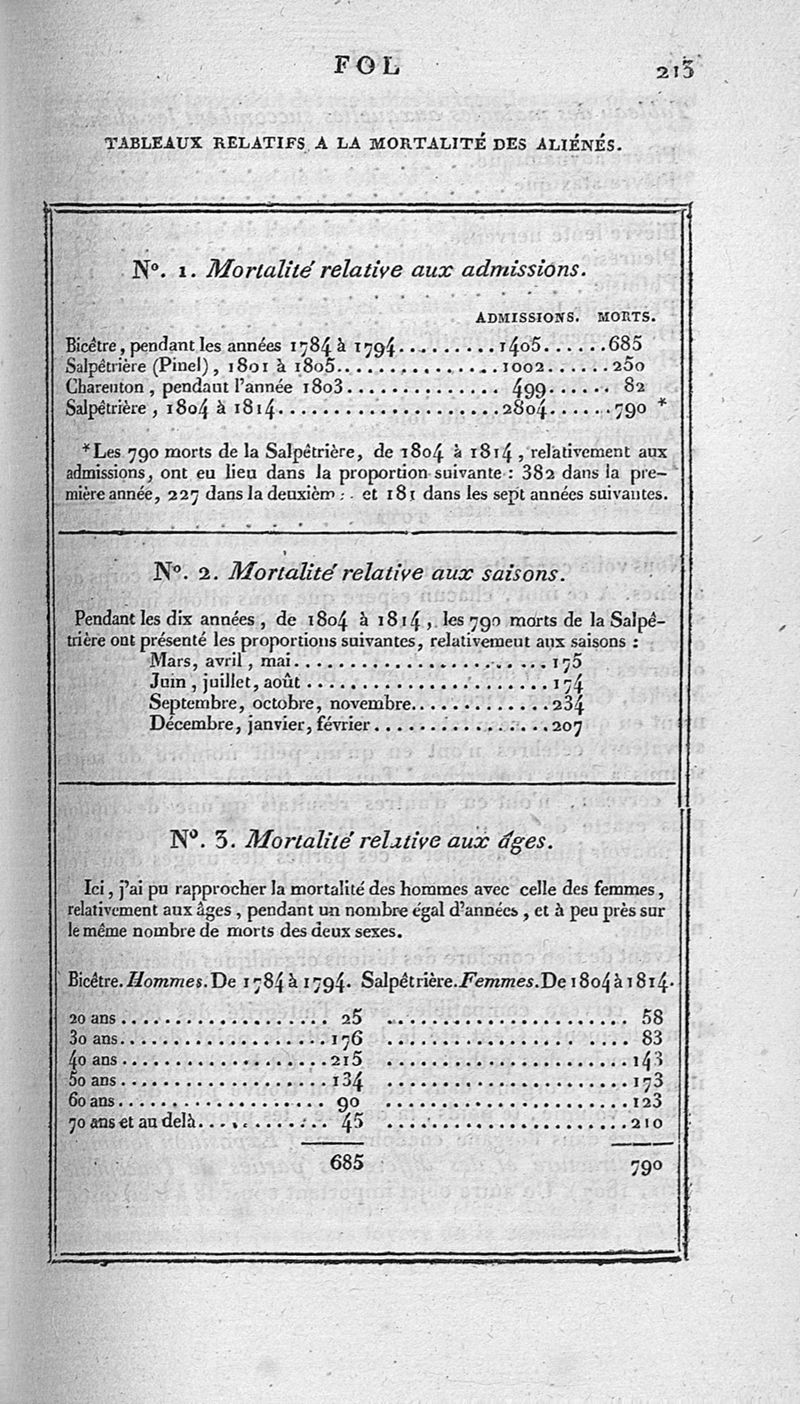 FOL 213
TABLEAUX RELATIFS A LA MORTALITÉ DES ALIÉNÉS.
N°. 1. Mortalité relative aux admissions.
ADMISSIONS. MORTS.
Bicêtre, pendant les années 1784 à 1794..........1405......685
Salpêtrière (Pinel), 1801 à 1805................1002......250
Charenton, pendant l'année 1803............... 499...... 82
Salpêtrière, 1804 à 1814......................2804......790 *
*Les 790 morts de la Salpêtrière, de 1804 à 1814, relativement aux
admissions, ont eu lieu dans la proportion suivante : 382 dans la pre-
mière année, 227 dans la deuxièm : . et 181 dans les sept années suivantes.
N°. 2. Mortalité relative aux saisons.
Pendant les dix années, de 1804 à 1814, les 790 morts de la Salpê-
trière ont présenté les proportions suivantes, relativement aux saisons :
Mars, avril, mai.........................175
Juin, juillet, août........................174
Septembre, octobre, novembre.............234
Décembre, janvier, février.................207
N°. 3. Mortalité relative aux âges.
Ici, j'ai pu rapprocher la mortalité des hommes avec celle des femmes,
relativement aux âges, pendant un nombre égal d'années, et à peu près sur
le même nombre de morts des deux sexes.
Bicêtre. Hommes. De 1784 à 1794. Salpêtrière. Femmes. De 1804 à 1814.
20 ans.................... 25 ....................... 58
30 ans....................176 ....................... 83
40 ans....................215 .......................143
50 ans....................134 .......................173
60 ans.................... 90 .......................123
70 ans et au delà............. 45 .......................210
685 790